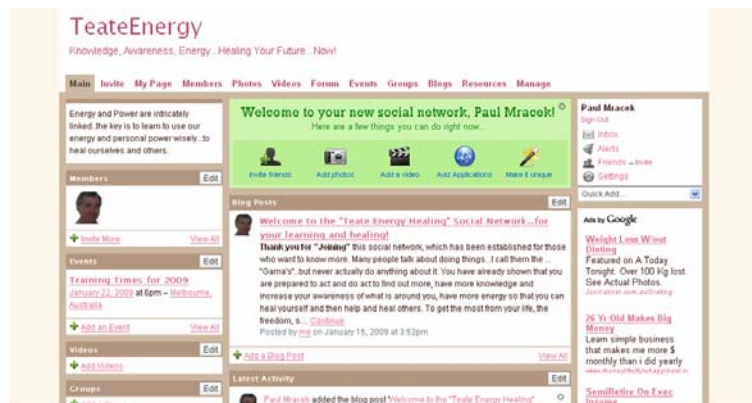 TeateEnergy
Knowledge, Awareness, Energy...Healing Your Future...Now!
Main Invite My Page Members Photos Videos Forum Events Groups Blogs Resources Manage
Energy and Power are intricately
linked..the key is to learn to use our
energy and personal power wisely...to
heal ourselves and others.
Members Edit
Invite More View All
Events Edit
Training Times for 2009
January 22, 2009 at 6pm – Melbourne,
Australia
Add an Event View All
Videos Edit
Add Videos
Groups Edit
Welcome to your new social network, Paul Mracek!
Here are a few things you can do right now...
Invite friends Add photos Add a video Add Applications Make it unique
Blog Posts Edit
Welcome to the "Teate Energy Healing" Social Network...for
your learning and healing!
Thank you for "Joining" this social network, which has been established for those
who want to know more. Many people talk about doing things...I call them the ...
"Garna's"..but never actually do anything about it. You have already shown that you
are prepared to act and do act to find out more, have more knowledge and
increase your awareness of what is around you, have more energy so that you can
heal yourself and then help and heal others. To get the most from your life, the
freedom, s... Continue
Posted by me on January 15, 2009 at 3:52pm
Add a Blog Post View All
Latest Activity Edit
Paul Mracek added the blog post 'Welcome to the "Teate Energy Healing"
Paul Mracek
Sign Out
Inbox
Alerts
Friends – Invite
Settings
Quick Add...
Ads by Google
Weight Loss W/out
Dieting
Featured on A Today
Tonight. Over 100 Kg lost.
See Actual Photos.
26 Yr Old Makes Big
Money
Learn simple business
that makes me more $
monthly than i did yearly
SemiRetire On Exec
Income